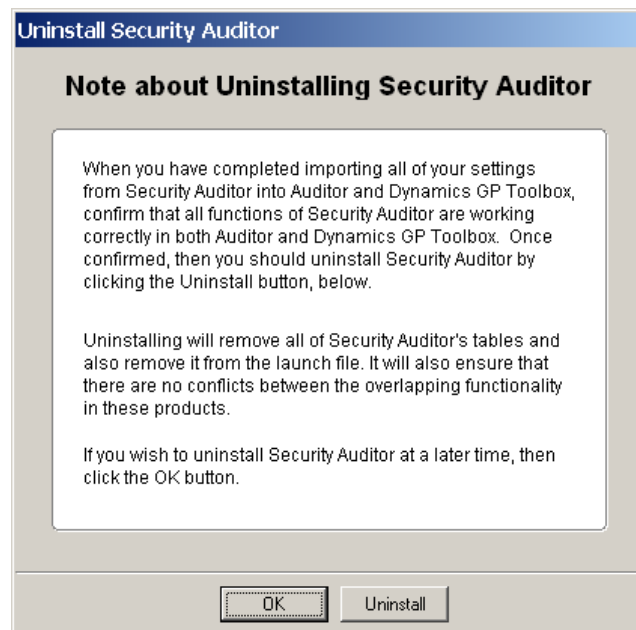 Uninstall Security Auditor
Note about Uninstalling Security Auditor
When you have completed importing all of your settings
from Security Auditor into Auditor and Dynamics GP Toolbox,
confirm that all functions of Security Auditor are working
correctly in both Auditor and Dynamics GP Toolbox.  Once
confirmed, then you should uninstall Security Auditor by
clicking the Uninstall button, below.
Uninstalling will remove all of Security Auditor's tables and
also remove it from the launch file. It will also ensure that
there are no conflicts between the overlapping functionality
in these products.
If you wish to uninstall Security Auditor at a later time, then
click the OK button.
OK Uninstall